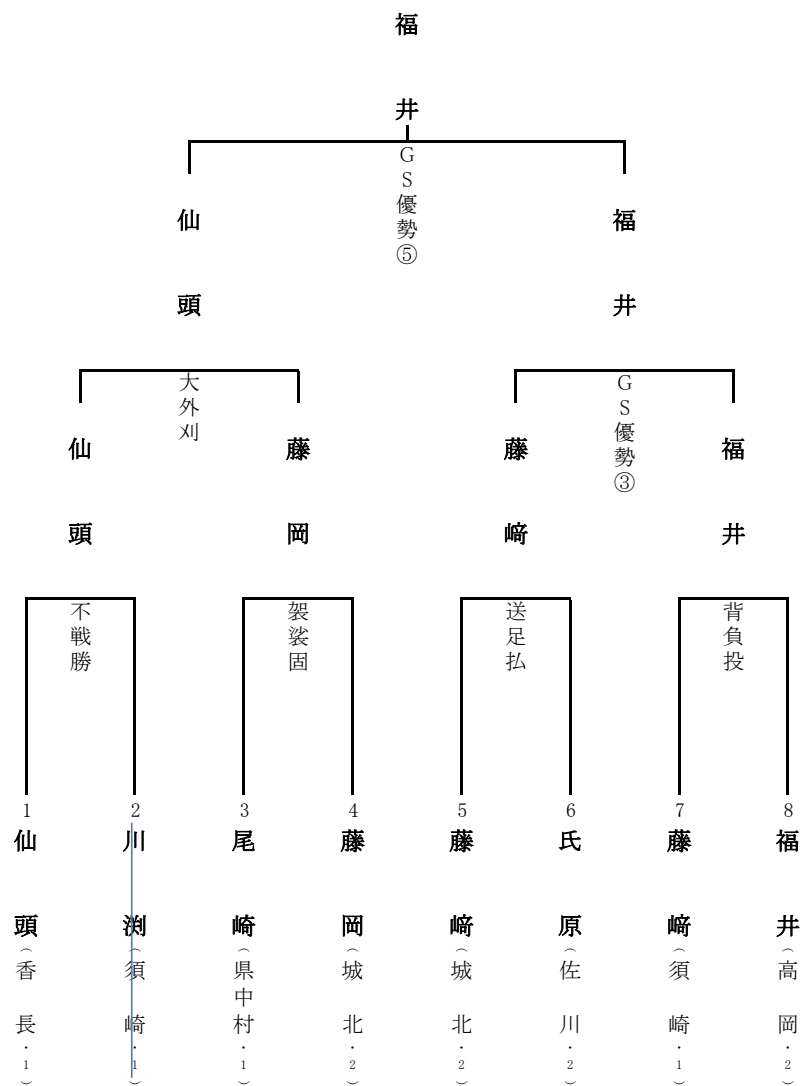 福井
GS優勢⑤
仙頭
福井
大外刈
GS優勢③
仙頭
藤岡
藤﨑
福井
不戦勝
袈裟固
送足払
背負投
1
2
3
4
5
6
7
8
仙頭（香長・1）
川渕（須崎・1）
尾崎（県中村・1）
藤岡（城北・2）
藤﨑（城北・2）
氏原（佐川・2）
藤﨑（須崎・1）
福井（高岡・2）